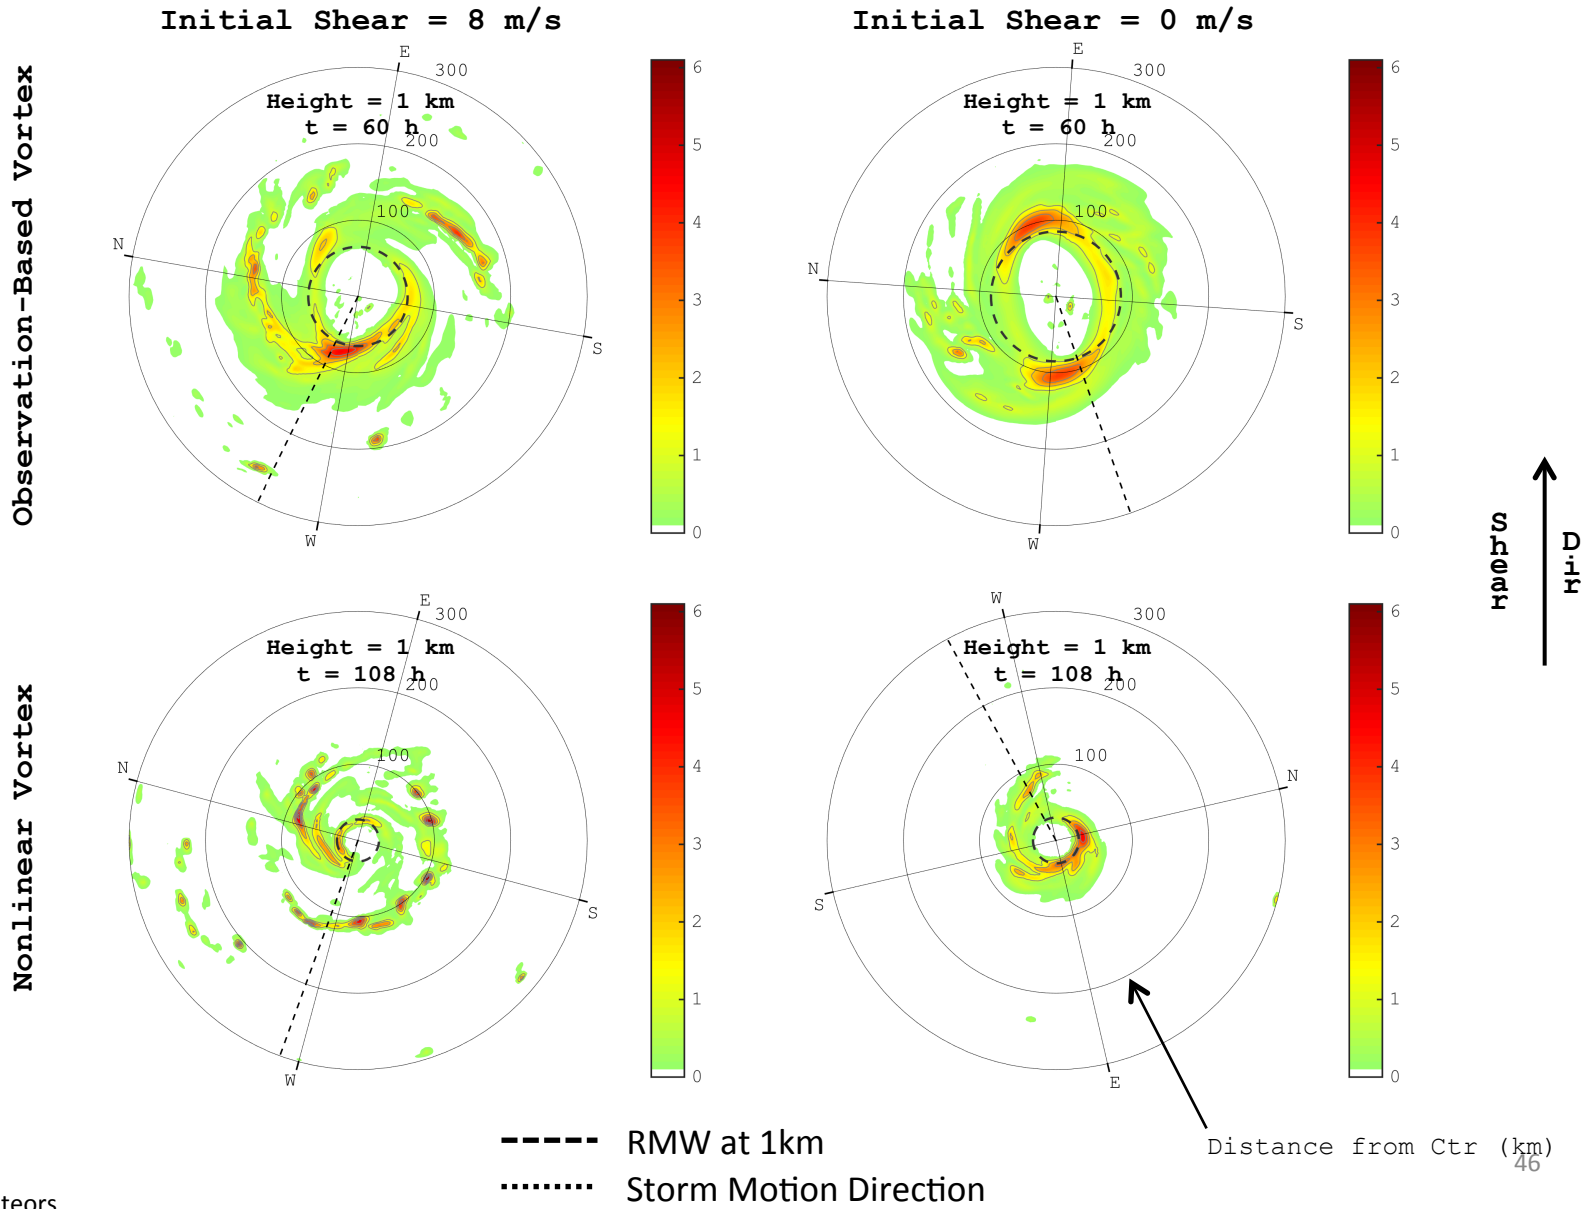 Initial Shear = 8 m/s
Initial Shear = 0 m/s
Observation-Based Vortex
E
300
Height = 1 km
t = 60 h
200
100
N
S
W
6
5
4
3
2
1
0
E
300
Height = 1 km
t = 60 h
200
100
N
S
W
6
5
4
3
2
1
0
Shear
Dir
Nonlinear Vortex
E
300
Height = 1 km
t = 108 h
200
100
N
S
W
6
5
4
3
2
1
0
W
300
Height = 1 km
t = 108 h
200
100
N
S
E
6
5
4
3
2
1
0
RMW at 1km
Distance from Ctr (km)
46
Storm Motion Direction
teors